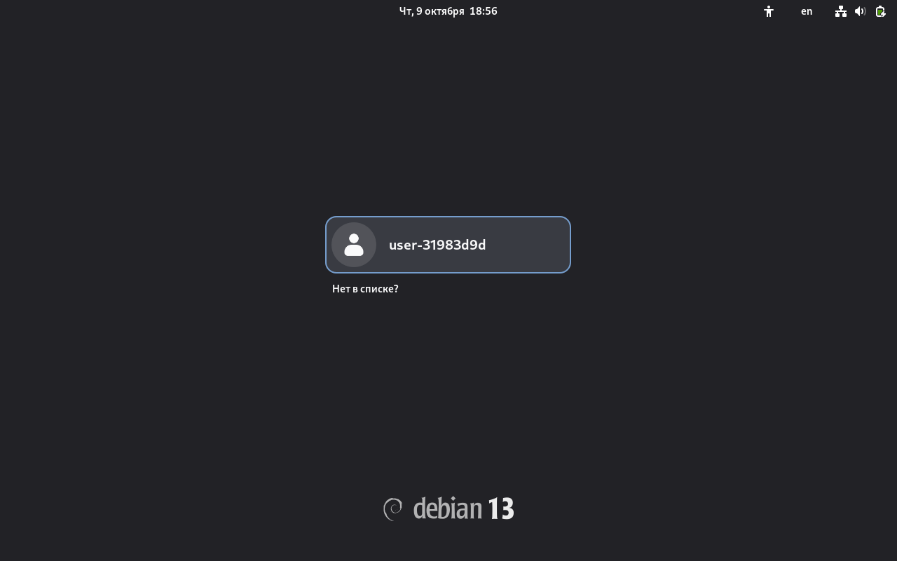 Чт, 9 октября 18:56
en
user-31983d9d
Нет в списке?
debian 13